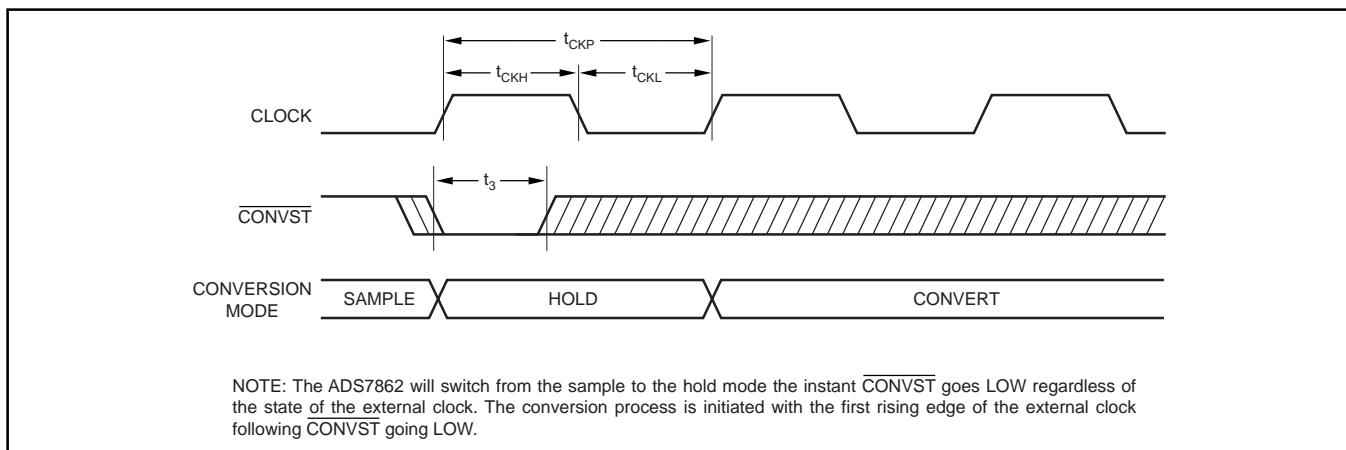 tCKP
tCKH
tCKL
CLOCK
t3
CONVST
CONVERSION
MODE
SAMPLE
HOLD
CONVERT
NOTE: The ADS7862 will switch from the sample to the hold mode the instant CONVST goes LOW regardless of
the state of the external clock. The conversion process is initiated with the first rising edge of the external clock
following CONVST going LOW.